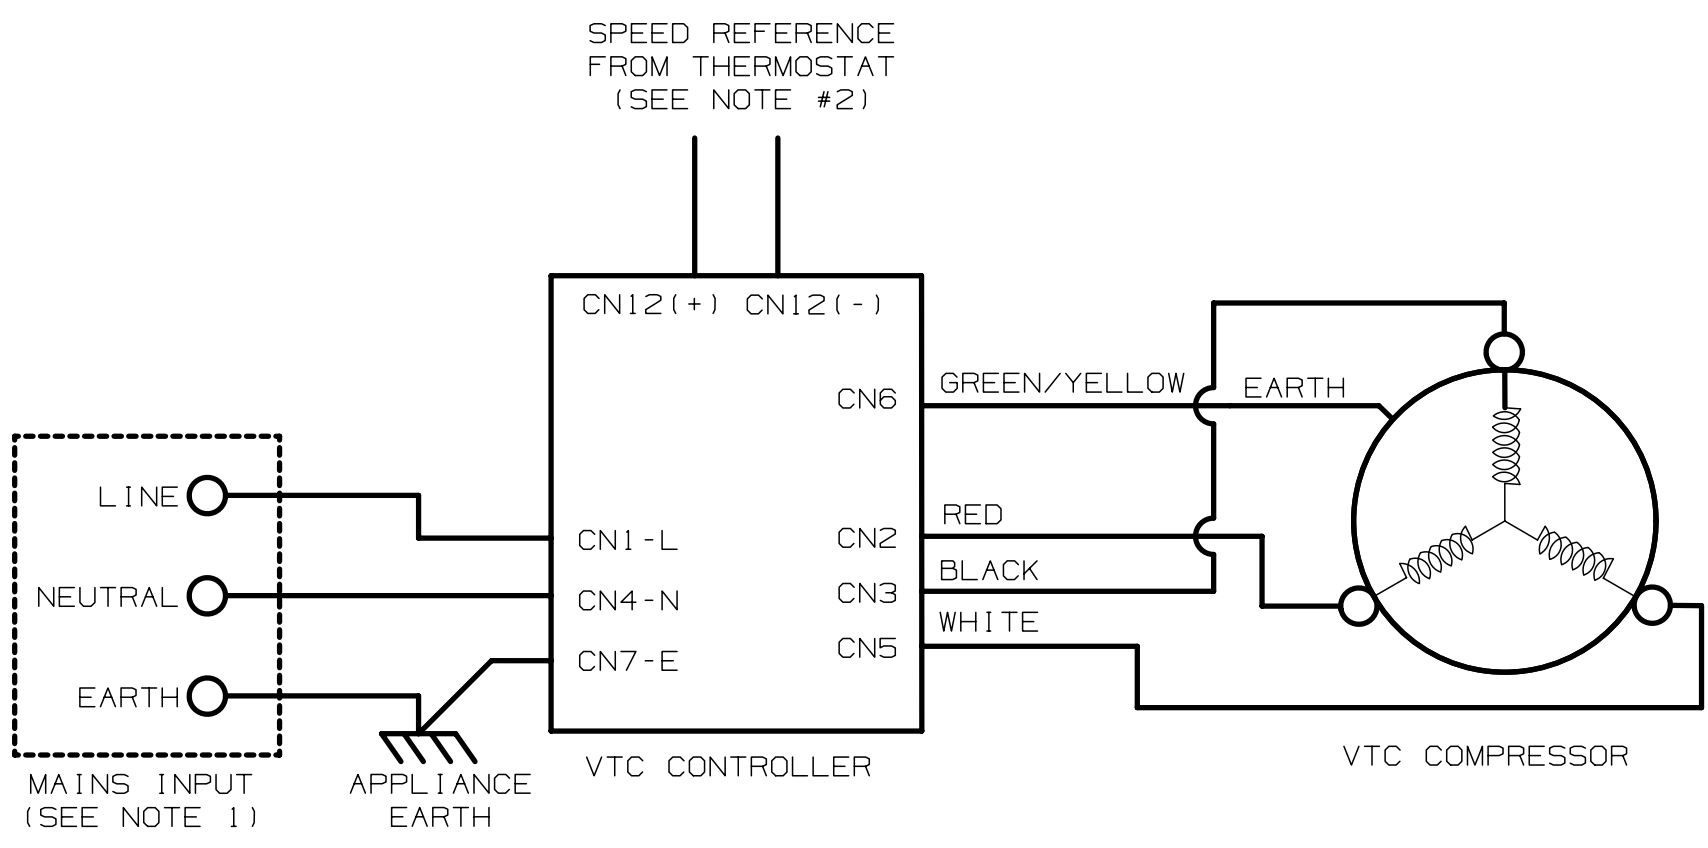 SPEED REFERENCE
FROM THERMOSTAT
(SEE NOTE #2)
CN12(+) CN12(-)
GREEN/YELLOW EARTH
CN6
LINE
RED
CN1-L
CN2
BLACK
NEUTRAL
CN4-N
CN3
WHITE
CN7-E
CN5
EARTH
MAINS INPUT
(SEE NOTE 1)
APPLIANCE
EARTH
VTC CONTROLLER
VTC COMPRESSOR